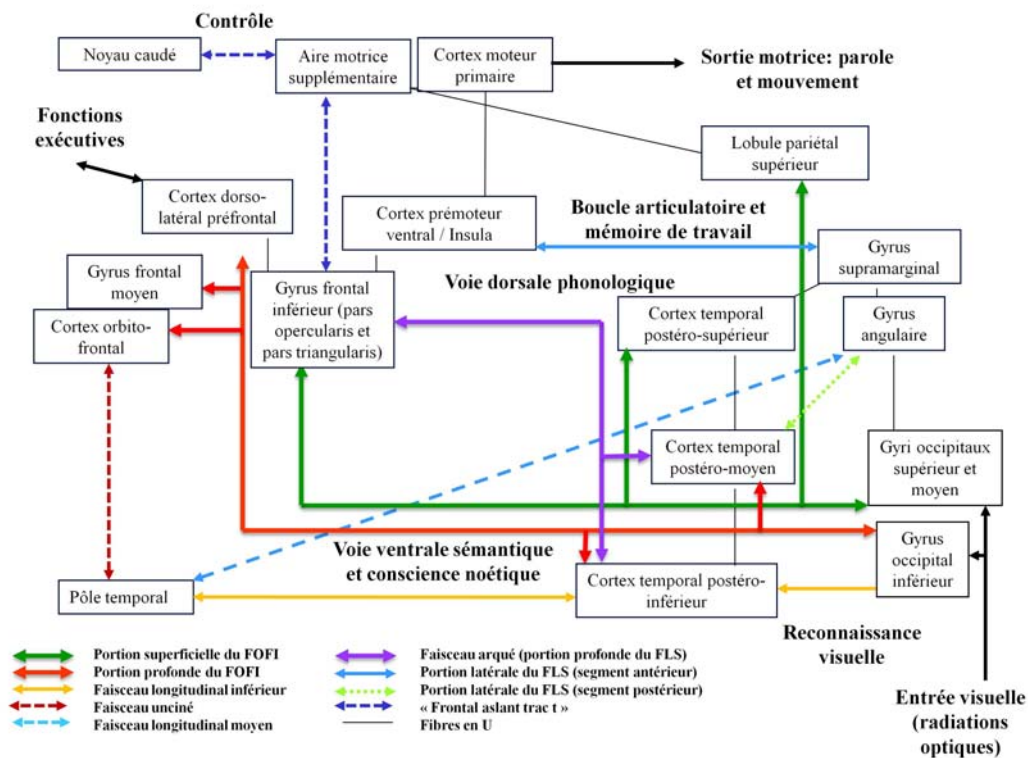 Contrôle
Noyau caudé
Aire motrice
supplémentaire
Cortex moteur
primaire
Sortie motrice: parole
et mouvement
Fonctions
exécutives
Lobule pariétal
supérieur
Cortex dorso-
latéral préfrontal
Cortex prémoteur
ventral / Insula
Boucle articulatoire et
mémoire de travail
Gyrus
supramarginal
Gyrus frontal
moyen
Gyrus frontal
inférieur (pars
opercularis et
pars triangularis)
Voie dorsale phonologique
Cortex orbito-
frontal
Cortex temporal
postéro-supérieur
Gyrus
angulaire
Cortex temporal
postéro-moyen
Gyri occipitaux
supérieur et
moyen
Voie ventrale sémantique
et conscience noétique
Gyrus
occipital
inférieur
Pôle temporal
Cortex temporal postéro-
inférieur
Reconnaissance
visuelle
Entrée visuelle
(radiations
optiques)
Portion superficielle du FOFI
Portion profonde du FOFI
Faisceau longitudinal inférieur
Faisceau unciné
Faisceau longitudinal moyen
Faisceau arqué (portion profonde du FLS)
Portion latérale du FLS (segment antérieur)
Portion latérale du FLS (segment postérieur)
« Frontal aslant trac t »
Fibres en U